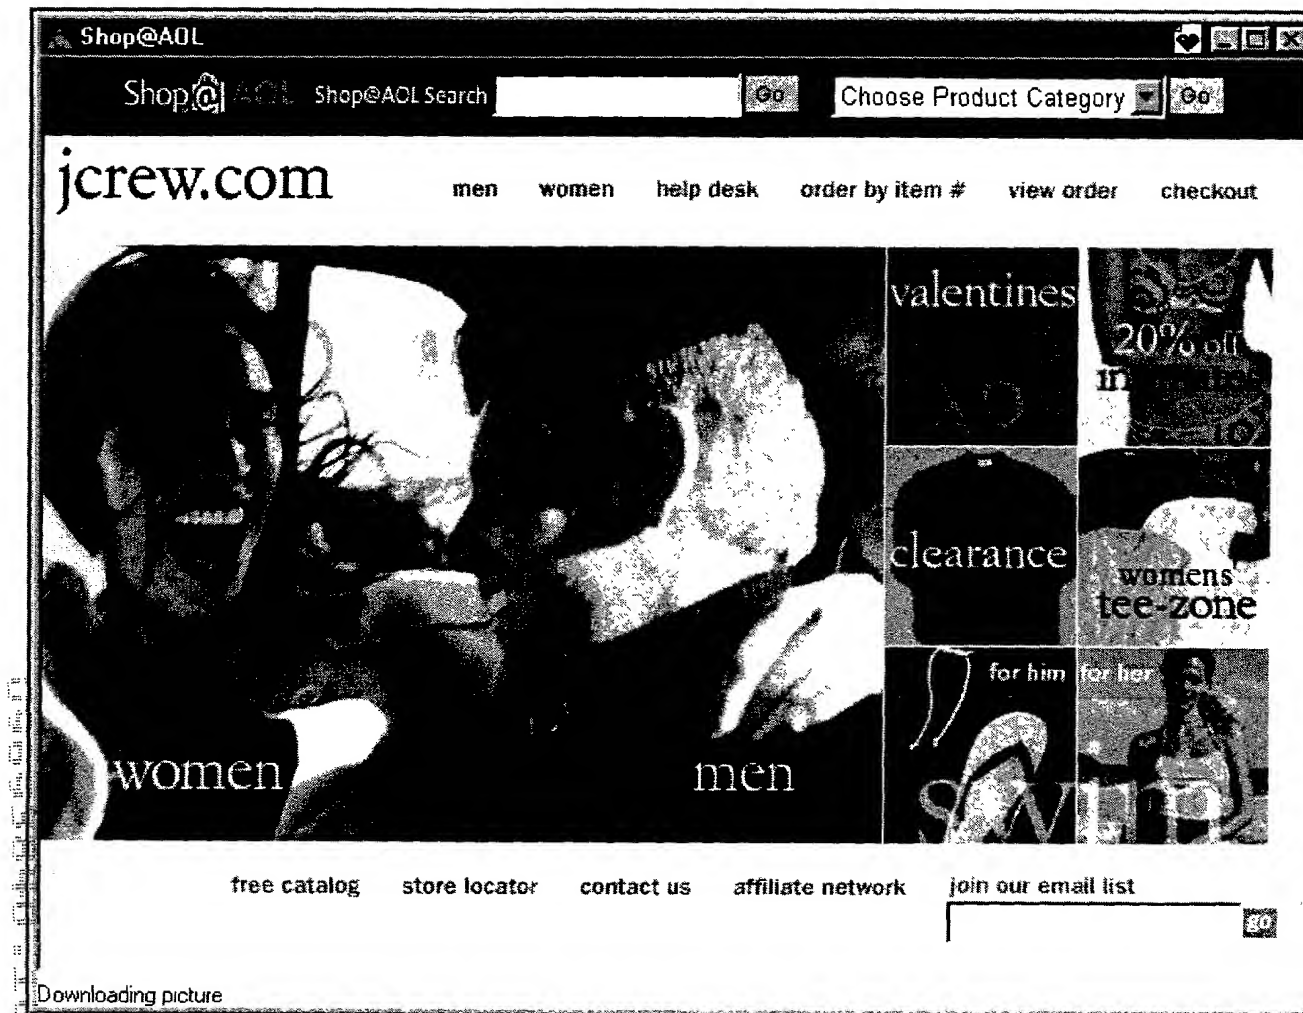 Shop@AOL
Shop@AOL Shop@AOL Search Go Choose Product Category Go
jcrew.com men women help desk order by item # view order checkout
valentines
20% off
clearance
womens'
tee-zone
for him for her
swim
women men
free catalog store locator contact us affiliate network join our email list
go
Downloading picture